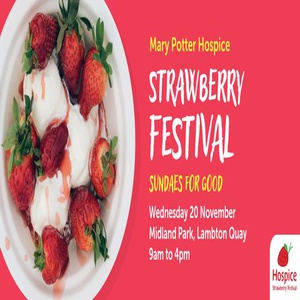 Mary Potter Hospice
STRAWBERRY
FESTIVAL
SUNDAES FOR GOOD
Wednesday 20 November
Midland Park, Lambton Quay
9am to 4pm
Hospice
Strawberry Festival